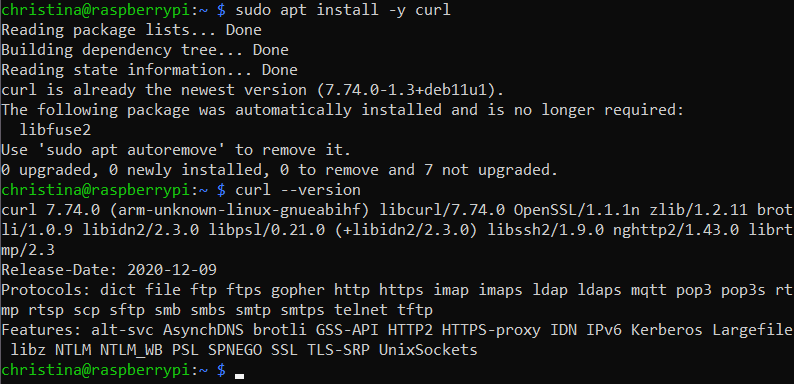 christina@raspberrypi:~ $ sudo apt install -y curl
Reading package lists... Done
Building dependency tree... Done
Reading state information... Done
curl is already the newest version (7.74.0-1.3+deb11u1).
The following package was automatically installed and is no longer required:
  libfuse2
Use 'sudo apt autoremove' to remove it.
0 upgraded, 0 newly installed, 0 to remove and 7 not upgraded.
christina@raspberrypi:~ $ curl --version
curl 7.74.0 (arm-unknown-linux-gnueabihf) libcurl/7.74.0 OpenSSL/1.1.1n zlib/1.2.11 brot
li/1.0.9 libidn2/2.3.0 libpsl/0.21.0 (+libidn2/2.3.0) libssh2/1.9.0 nghttp2/1.43.0 librt
mp/2.3
Release-Date: 2020-12-09
Protocols: dict file ftp ftps gopher http https imap imaps ldap ldaps mqtt pop3 pop3s rt
mp rtsp scp sftp smb smbs smtp smtps telnet tftp
Features: alt-svc AsynchDNS brotli GSS-API HTTP2 HTTPS-proxy IDN IPv6 Kerberos Largefile
 libz NTLM NTLM_WB PSL SPNEGO SSL TLS-SRP UnixSockets
christina@raspberrypi:~ $